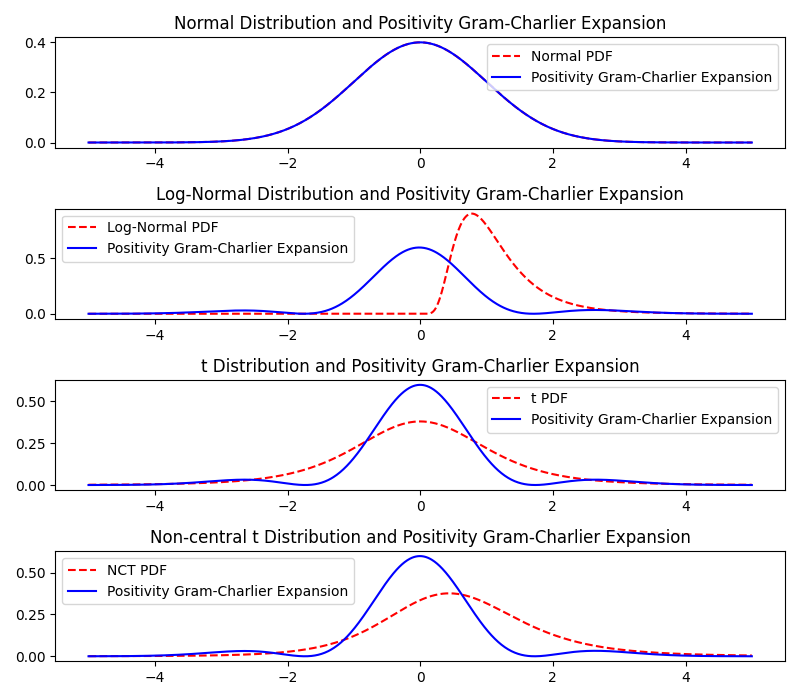 Normal Distribution and Positivity Gram-Charlier Expansion
0.4
0.2
0.0
Normal PDF
Positivity Gram-Charlier Expansion
−4 −2 0 2 4
Log-Normal Distribution and Positivity Gram-Charlier Expansion
0.5
0.0
Log-Normal PDF
Positivity Gram-Charlier Expansion
−4 −2 0 2 4
t Distribution and Positivity Gram-Charlier Expansion
0.50
0.25
0.00
t PDF
Positivity Gram-Charlier Expansion
−4 −2 0 2 4
Non-central t Distribution and Positivity Gram-Charlier Expansion
0.50
0.25
0.00
NCT PDF
Positivity Gram-Charlier Expansion
−4 −2 0 2 4